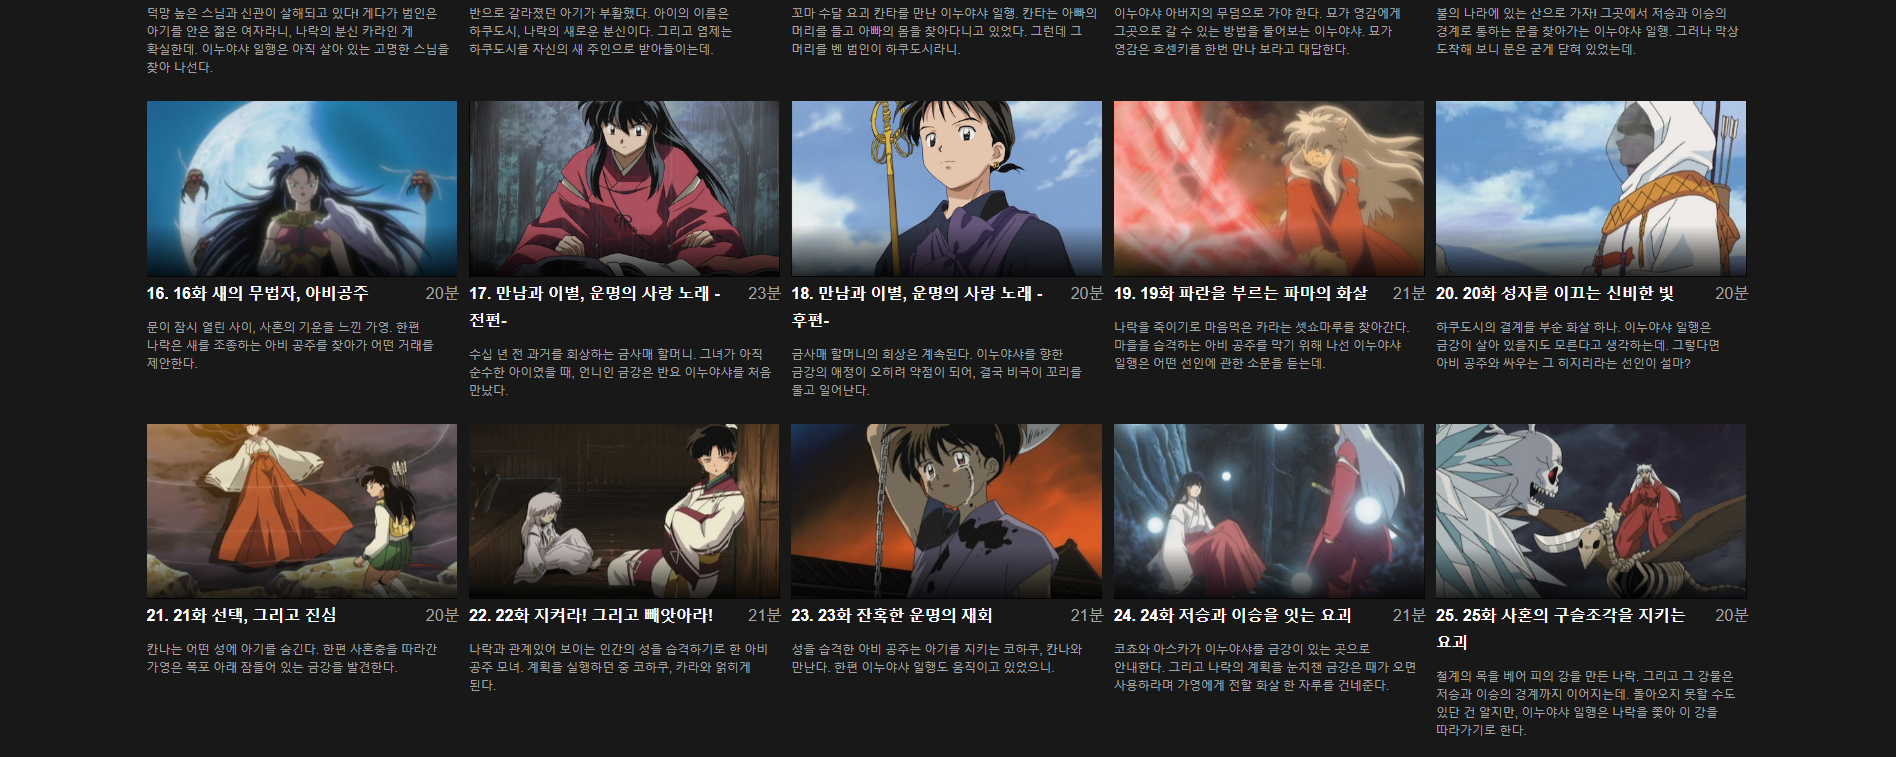 덕망 높은 스님과 신관이 살해되고 있다! 게다가 범인은
아기를 안은 젊은 여자라니, 나락의 분신 카라인 게
확실한데. 이누야샤 일행은 아직 살아 있는 고명한 스님을
찾아 나선다.
반으로 갈라졌던 아기가 부활했다. 아이의 이름은
하쿠도시, 나락의 새로운 분신이다. 그리고 염제는
하쿠도시를 자신의 새 주인으로 받아들이는데.
꼬마 수달 요괴 칸타를 만난 이누야샤 일행. 칸타는 아빠의
머리를 들고 아빠의 몸을 찾아다니고 있었다. 그런데 그
머리를 벤 범인이 하쿠도시라니.
이누야샤 아버지의 무덤으로 가야 한다. 묘가 영감에게
그곳으로 갈 수 있는 방법을 물어보는 이누야샤. 묘가
영감은 호센키를 한번 만나 보라고 대답한다.
불의 나라에 있는 산으로 가자! 그곳에서 저승과 이승의
경계로 통하는 문을 찾아가는 이누야샤 일행. 그러나 막상
도착해 보니 문은 굳게 닫혀 있었는데.
16. 16화 새의 무법자, 아비공주 20분
문이 잠시 열린 사이, 사혼의 기운을 느낀 가영. 한편
나락은 새를 조종하는 아비 공주를 찾아가 어떤 거래를
제안한다.
17. 만남과 이별, 운명의 사랑 노래 - 23분
전편-
수십 년 전 과거를 회상하는 금사매 할머니. 그녀가 아직
순수한 아이였을 때, 언니인 금강은 반요 이누야샤를 처음
만났다.
18. 만남과 이별, 운명의 사랑 노래 - 20분
후편-
금사매 할머니의 회상은 계속된다. 이누야샤를 향한
금강의 애정이 오히려 약점이 되어, 결국 비극이 꼬리를
물고 일어난다.
19. 19화 파란을 부르는 파마의 화살 21분
나락을 죽이기로 마음먹은 카라는 셋쇼마루를 찾아간다.
마을을 습격하는 아비 공주를 막기 위해 나선 이누야샤
일행은 어떤 선인에 관한 소문을 듣는데.
20. 20화 성자를 이끄는 신비한 빛 20분
하쿠도시의 결계를 부순 화살 하나. 이누야샤 일행은
금강이 살아 있을지도 모른다고 생각하는데. 그렇다면
아비 공주와 싸우는 그 히지리라는 선인이 설마?
21. 21화 선택, 그리고 진심 20분
칸나는 어떤 성에 아기를 숨긴다. 한편 사혼충을 따라간
가영은 폭포 아래 잠들어 있는 금강을 발견한다.
22. 22화 지켜라! 그리고 빼앗아라! 21분
나락과 관계있어 보이는 인간의 성을 습격하기로 한 아비
공주 모녀. 계획을 실행하던 중 코하쿠, 카라와 얽히게
된다.
23. 23화 잔혹한 운명의 재회 21분
성을 습격한 아비 공주는 아기를 지키는 코하쿠, 칸나와
만난다. 한편 이누야샤 일행도 움직이고 있었으니.
24. 24화 저승과 이승을 잇는 요괴 21분
코쵸와 아스카가 이누야샤를 금강이 있는 곳으로
안내한다. 그리고 나락의 계획을 눈치챈 금강은 때가 오면
사용하라며 가영에게 전할 화살 한 자루를 건네준다.
25. 25화 사혼의 구슬조각을 지키는 20분
요괴
철계의 목을 베어 피의 강을 만든 나락. 그리고 그 강물은
저승과 이승의 경계까지 이어지는데. 돌아오지 못할 수도
있단 건 알지만, 이누야샤 일행은 나락을 쫓아 이 강을
따라가기로 한다.